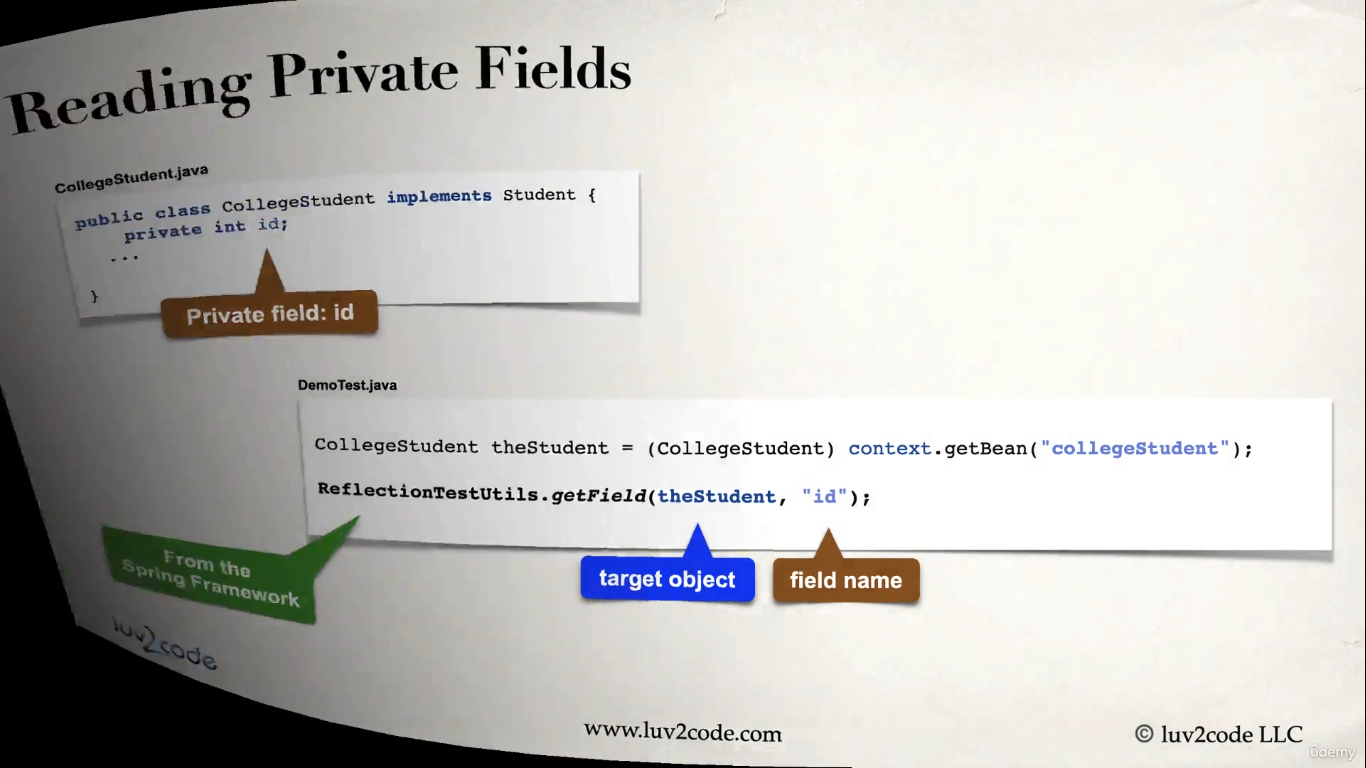 Reading Private Fields
CollegeStudent.java
public class CollegeStudent implements Student {
private int id;
...
}
Private field: id
DemoTest.java
CollegeStudent theStudent = (CollegeStudent) context.getBean("collegeStudent");
ReflectionTestUtils.getField(theStudent, "id");
From the
Spring Framework
target object
field name
luv2code
www.luv2code.com
© luv2code LLC
ûdemy